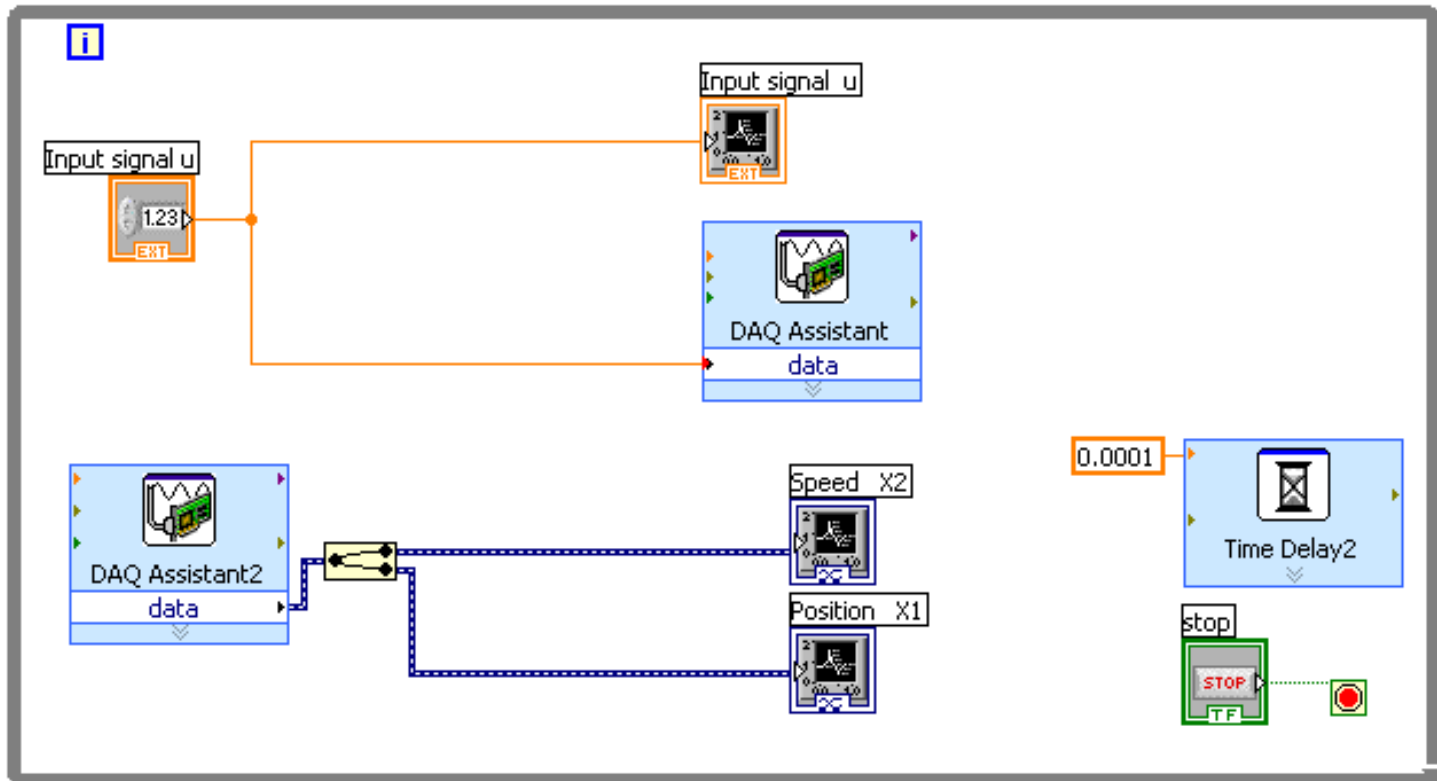 i
Input signal u
Input signal u
1.23
EXT
EXT
DAQ Assistant
data
0.0001
Time Delay2
DAQ Assistant2
data
Speed X2
Position X1
stop
STOP
TF